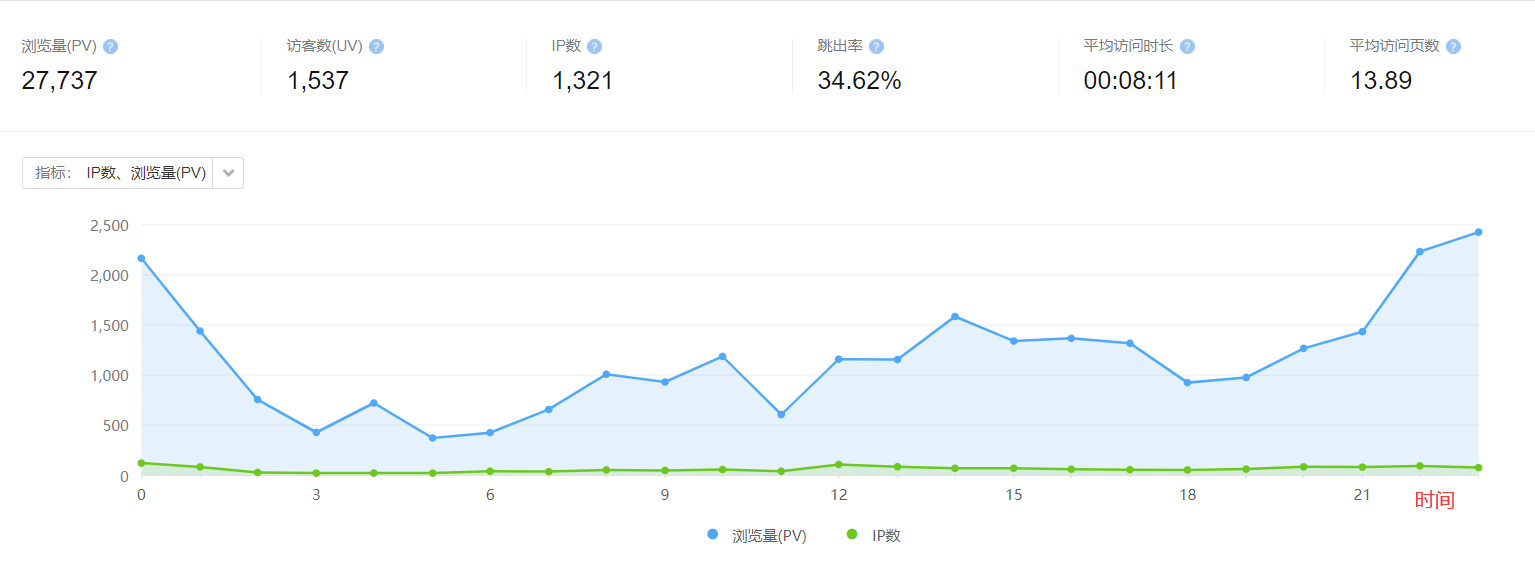 浏览量(PV) ? 访客数(UV) ? IP数 ? 跳出率 ? 平均访问时长 ? 平均访问页数 ?
27,737 1,537 1,321 34.62% 00:08:11 13.89
指标： IP数、浏览量(PV)
2,500
2,000
1,500
1,000
500
0
0 3 6 9 12 15 18 21 时间
浏览量(PV) IP数